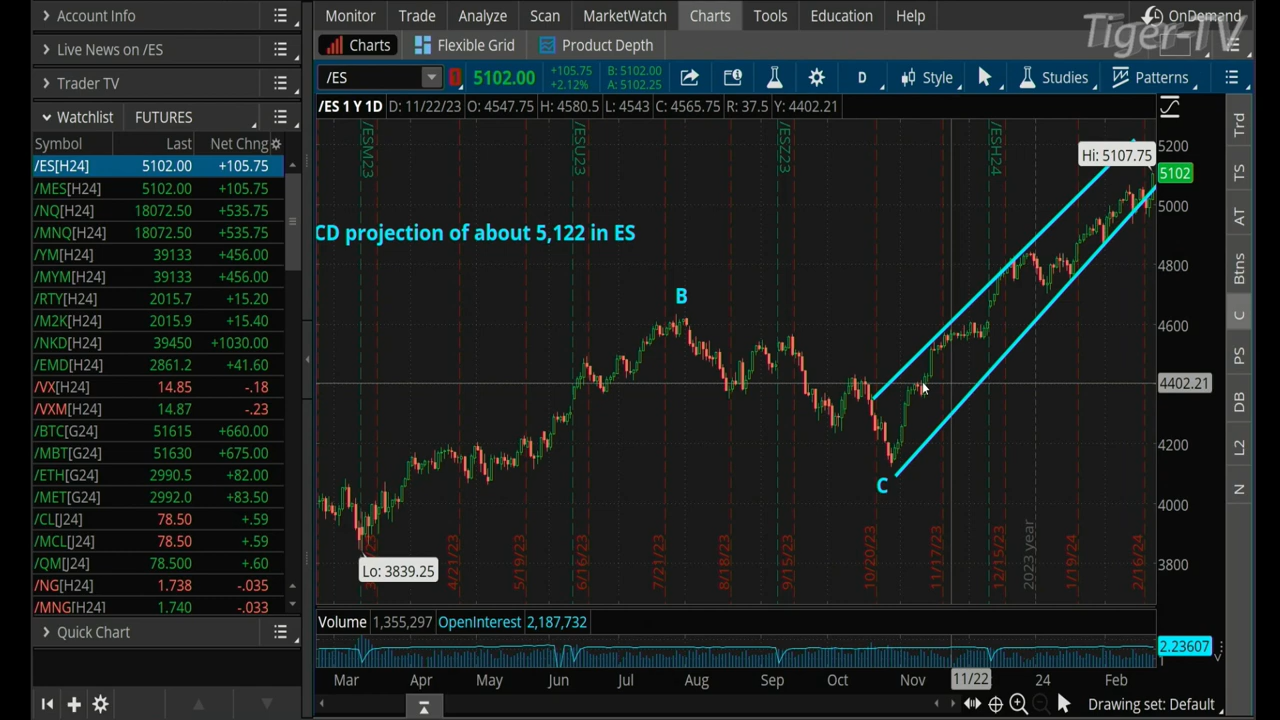 Account Info
Live News on /ES
Trader TV
Watchlist FUTURES
Symbol Last Net Chng
/ES[H24] 5102.00 +105.75
/MES[H24] 5102.00 +105.75
/NQ[H24] 18072.50 +535.75
/MNQ[H24] 18072.50 +535.75
/YM[H24] 39133 +456.00
/MYM[H24] 39133 +456.00
/RTY[H24] 2015.7 +15.20
/M2K[H24] 2015.9 +15.40
/NKD[H24] 39450 +1030.00
/EMD[H24] 2861.2 +41.60
/VX[H24] 14.85 -.18
/VXM[H24] 14.87 -.23
/BTC[G24] 51615 +660.00
/MBT[G24] 51630 +675.00
/ETH[G24] 2990.5 +82.00
/MET[G24] 2992.0 +83.50
/CL[J24] 78.50 +.59
/MCL[J24] 78.50 +.59
/QM[J24] 78.500 +.60
/NG[H24] 1.738 -.035
/MNG[H24] 1.740 -.033
Quick Chart
Monitor Trade Analyze Scan MarketWatch Charts Tools Education Help
OnDemand
Tiger-TV
Charts Flexible Grid Product Depth
/ES 1 5102.00 +105.75 +2.12% B: 5102.00 A: 5102.25 D Style Studies Patterns
/ES 1 Y 1D D: 11/22/23 O: 4547.75 H: 4580.5 L: 4543 C: 4565.75 R: 37.5 Y: 4402.21
/ESM23 /ESU23 /ESZ23 /ESH24
Hi: 5107.75
CD projection of about 5,122 in ES
B
C
Lo: 3839.25
4/21/23 5/19/23 6/16/23 7/21/23 8/18/23 9/15/23 10/20/23 11/17/23 12/15/23 2023 year 1/19/24 2/16/24
5200
5102
5000
4800
4600
4402.21
4200
4000
3800
Volume 1,355,297 OpenInterest 2,187,732
2.23607
Mar Apr May Jun Jul Aug Sep Oct Nov 11/22 24 Feb
Drawing set: Default
Trd
TS
AT
Btns
C
PS
DB
L2
N